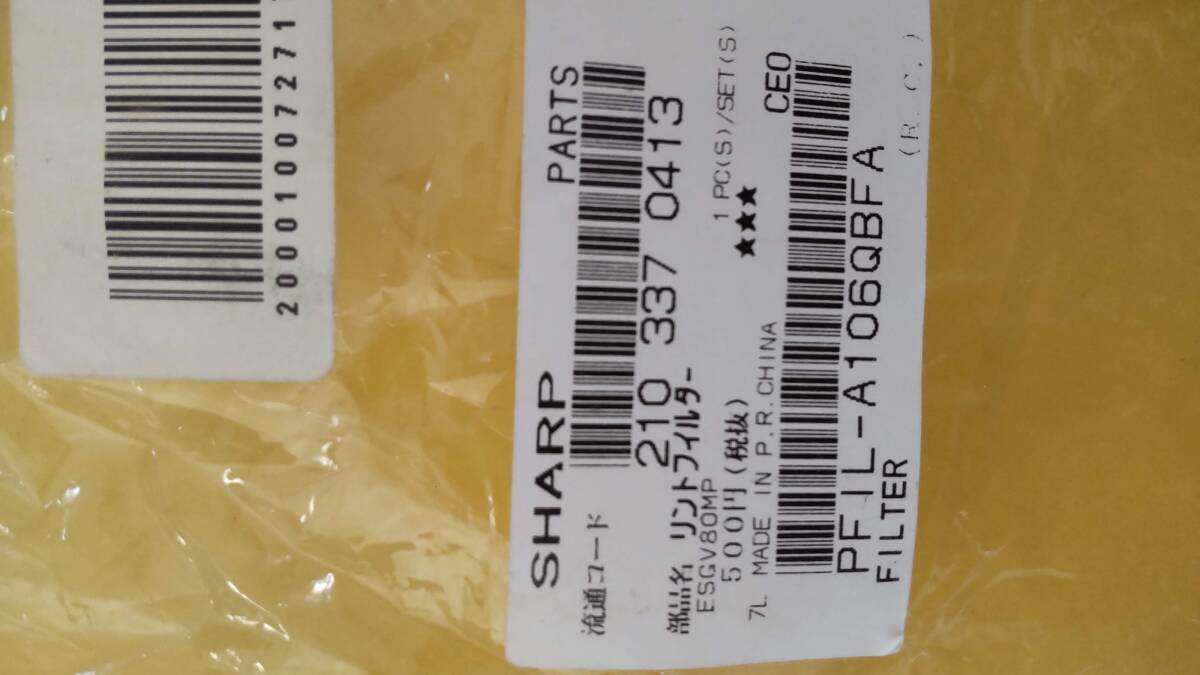 2000100727
SHARP PARTS
流通コード
210 337 0413
部品名 リントフィルター
ESGV80MP 1 PC(S)/SET(S)
500円(税抜) ★★★
7L MADE IN P.R.CHINA CE0
PFIL-A106QBFA
FILTER (R.C.)